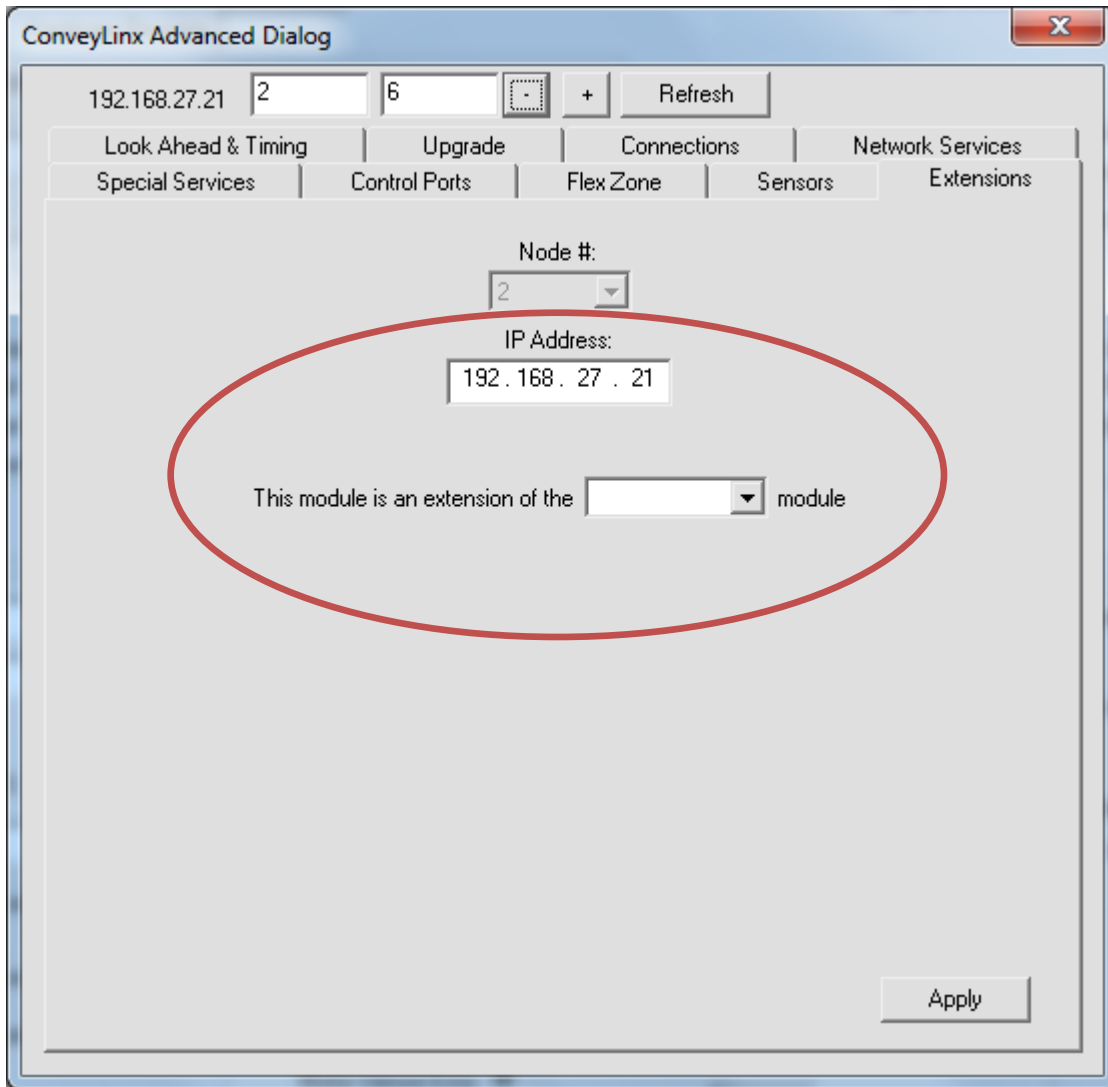 ConveyLinx Advanced Dialog
192.168.27.21 2 6 - + Refresh
Look Ahead & Timing Upgrade Connections Network Services
Special Services Control Ports Flex Zone Sensors Extensions
Node #:
2
IP Address:
192 . 168 . 27 . 21
This module is an extension of the module
Apply